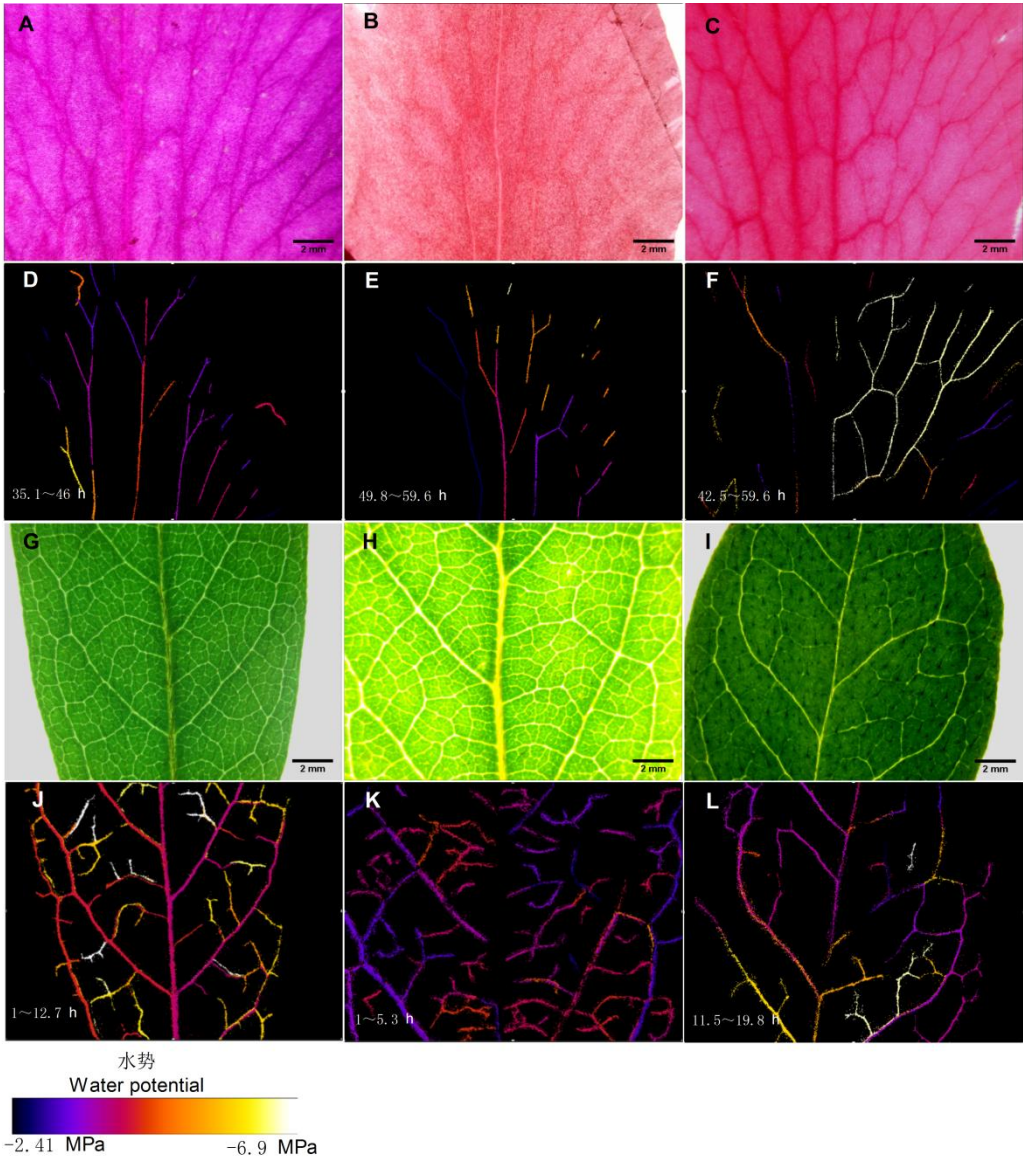 A
B
C
2 mm
2 mm
2 mm
D
E
F
35.1～46 h
49.8～59.6 h
42.5～59.6 h
G
H
I
2 mm
2 mm
2 mm
J
K
L
1～12.7 h
1～5.3 h
11.5～19.8 h
水势
Water potential
-2.41 MPa
-6.9 MPa